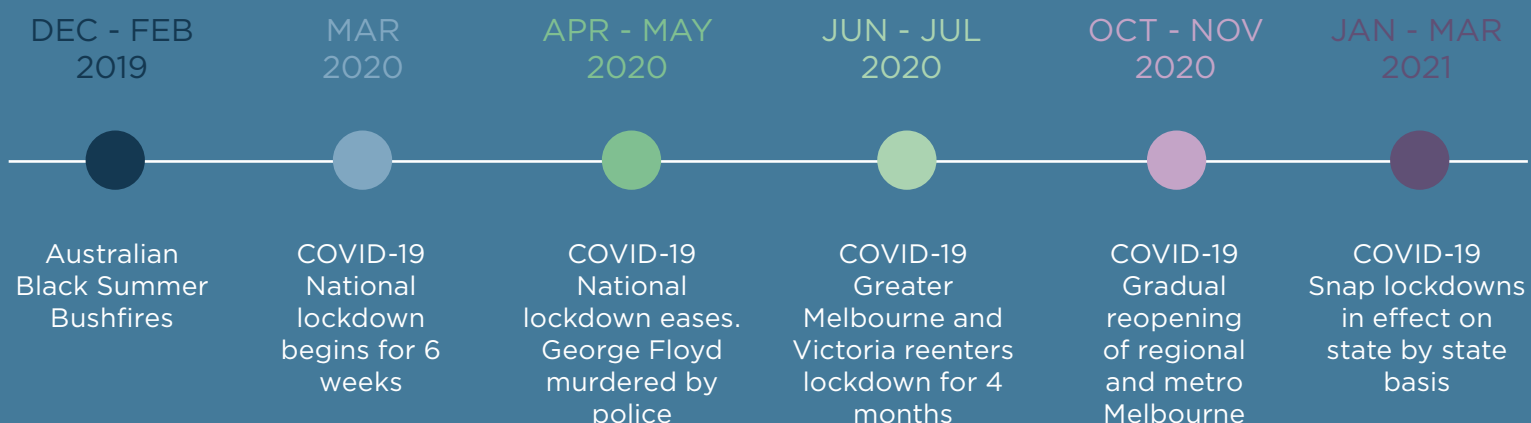 DEC - FEB
2019
MAR
2020
APR - MAY
2020
JUN - JUL
2020
OCT - NOV
2020
JAN - MAR
2021
Australian
Black Summer
Bushfires
COVID-19
National
lockdown
begins for 6
weeks
COVID-19
National
lockdown eases.
George Floyd
murdered by
police
COVID-19
Greater
Melbourne and
Victoria reenters
lockdown for 4
months
COVID-19
Gradual
reopening
of regional
and metro
Melbourne
COVID-19
Snap lockdowns
in effect on
state by state
basis